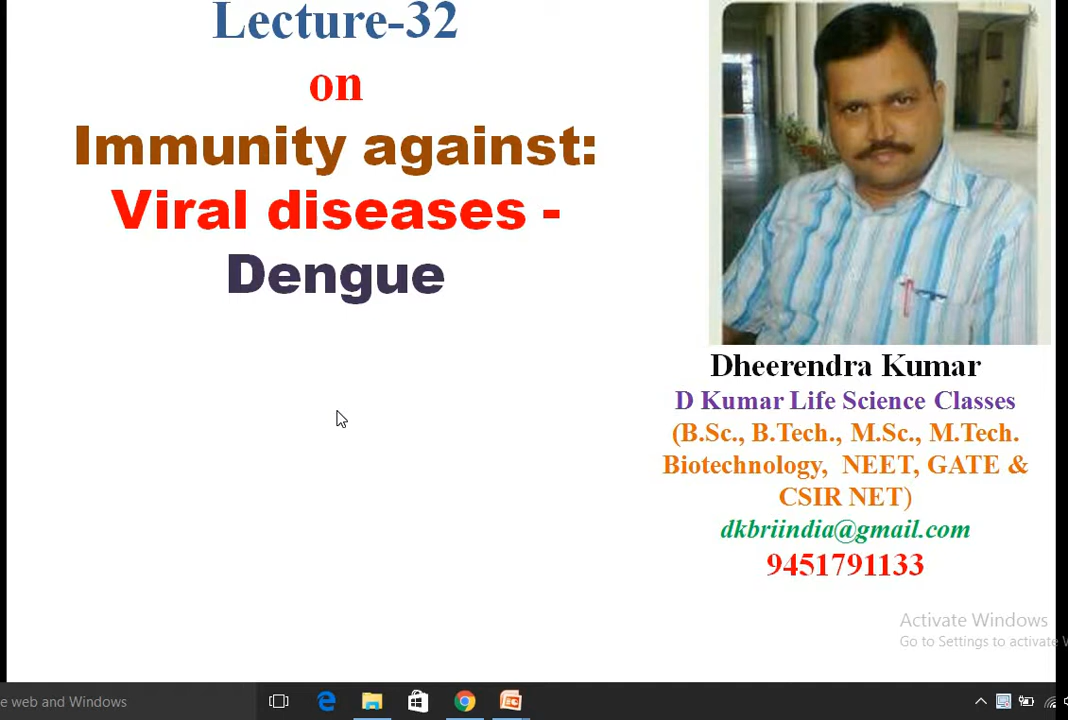 Lecture-32
on
Immunity against:
Viral diseases -
Dengue
Dheerendra Kumar
D Kumar Life Science Classes
(B.Sc., B.Tech., M.Sc., M.Tech.
Biotechnology, NEET, GATE &
CSIR NET)
dkbriindia@gmail.com
9451791133
Activate Windows
Go to Settings to activate W
e web and Windows